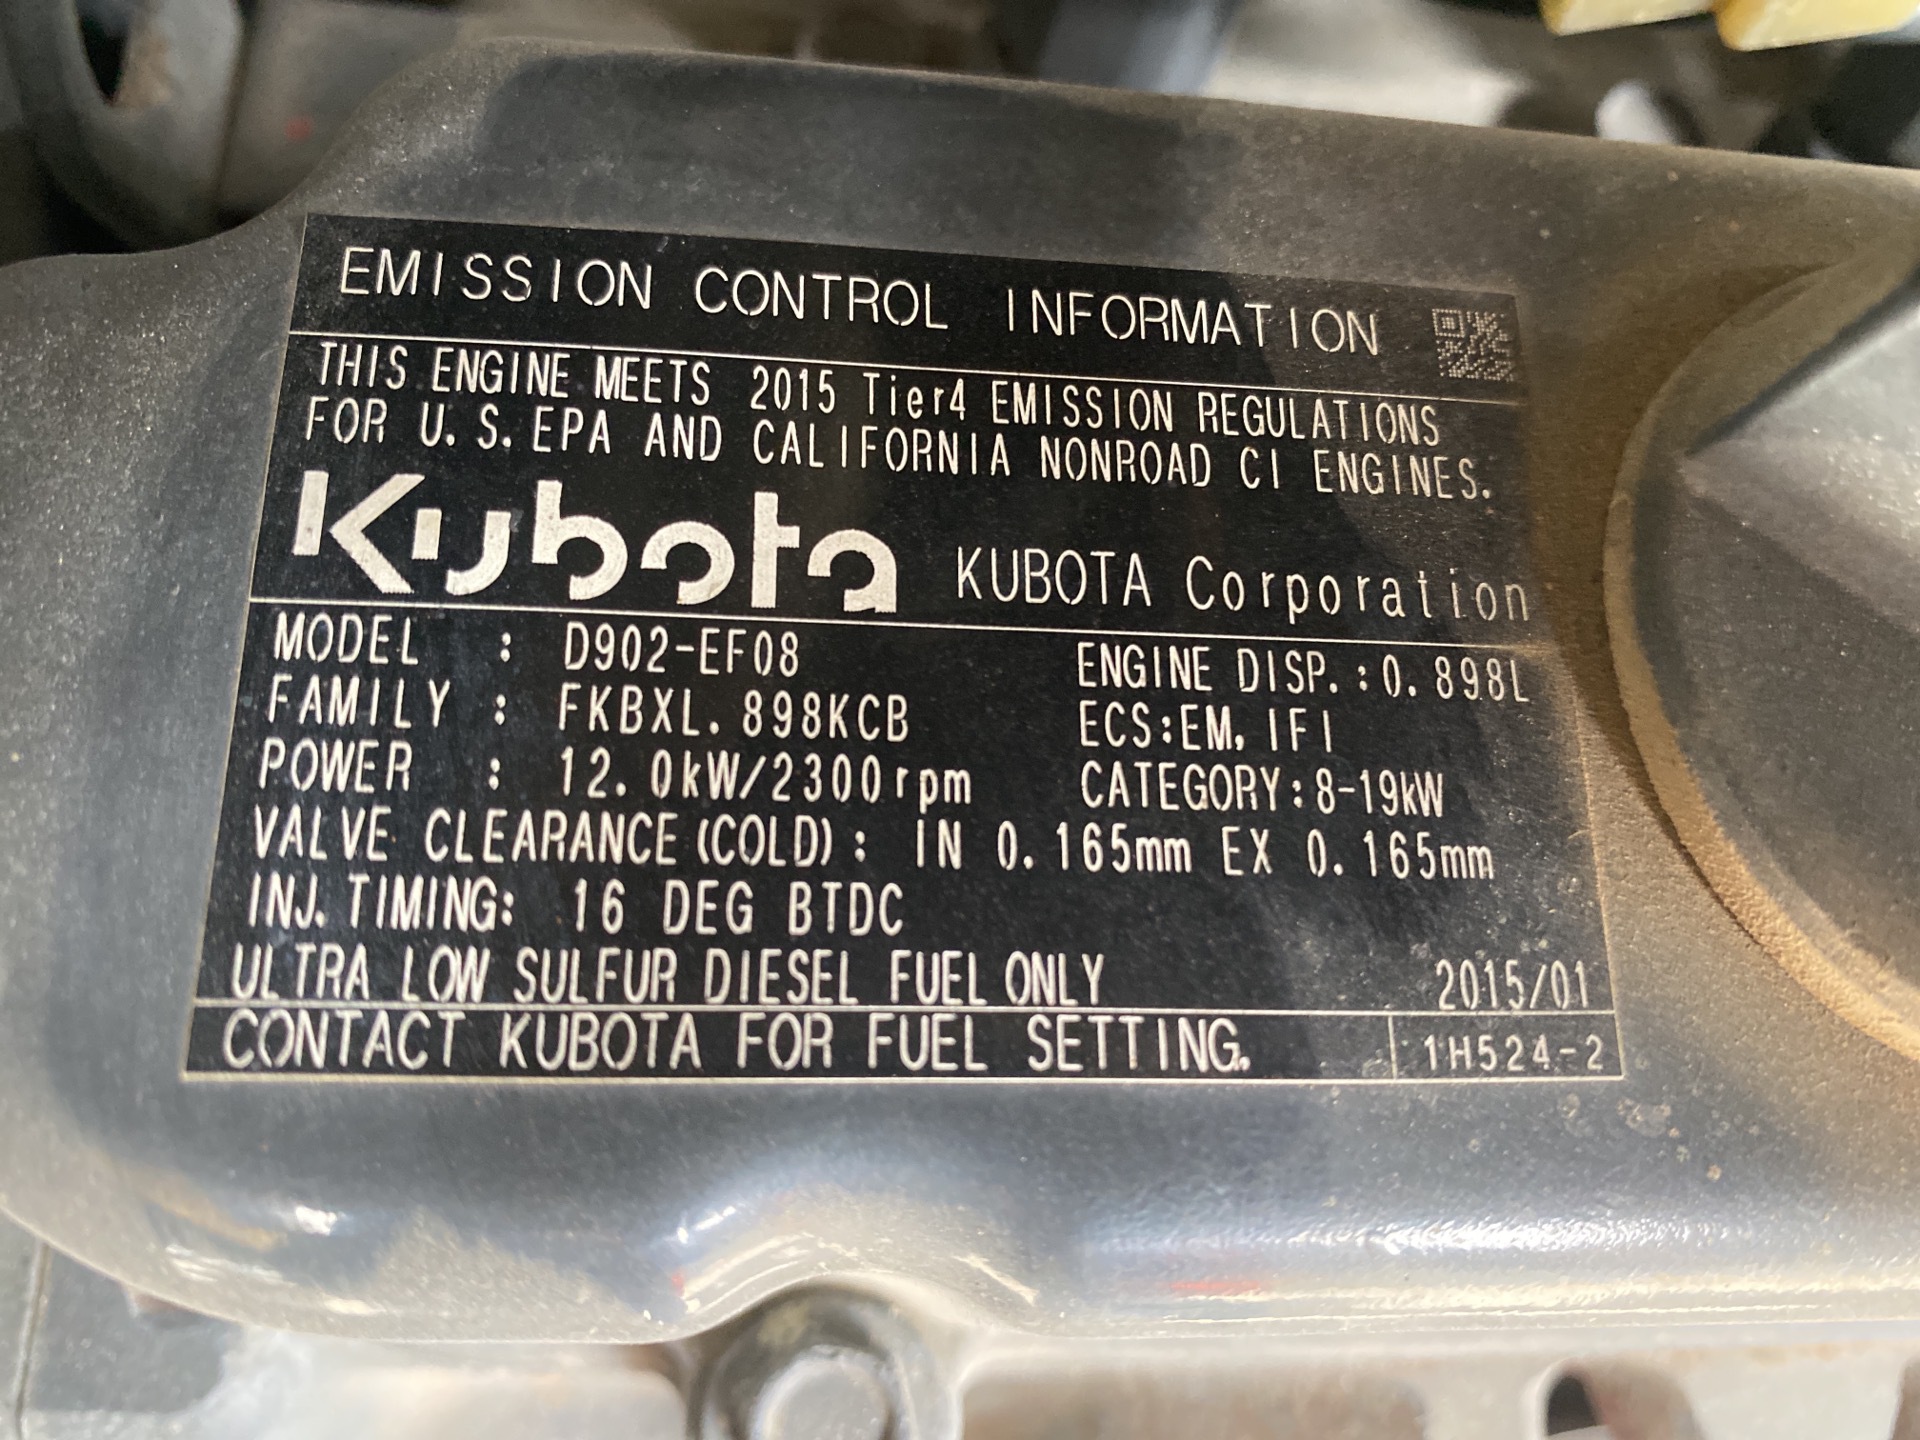 EMISSION CONTROL INFORMATION
THIS ENGINE MEETS 2015 Tier4 EMISSION REGULATIONS
FOR U.S.EPA AND CALIFORNIA NONROAD CI ENGINES.
Kubota KUBOTA Corporation
MODEL : D902-EF08 ENGINE DISP.:0.898L
FAMILY : FKBXL.898KCB ECS:EM,IFI
POWER : 12.0kW/2300rpm CATEGORY:8-19kW
VALVE CLEARANCE(COLD): IN 0.165mm EX 0.165mm
INJ.TIMING: 16 DEG BTDC
ULTRA LOW SULFUR DIESEL FUEL ONLY 2015/01
CONTACT KUBOTA FOR FUEL SETTING. 1H524-2